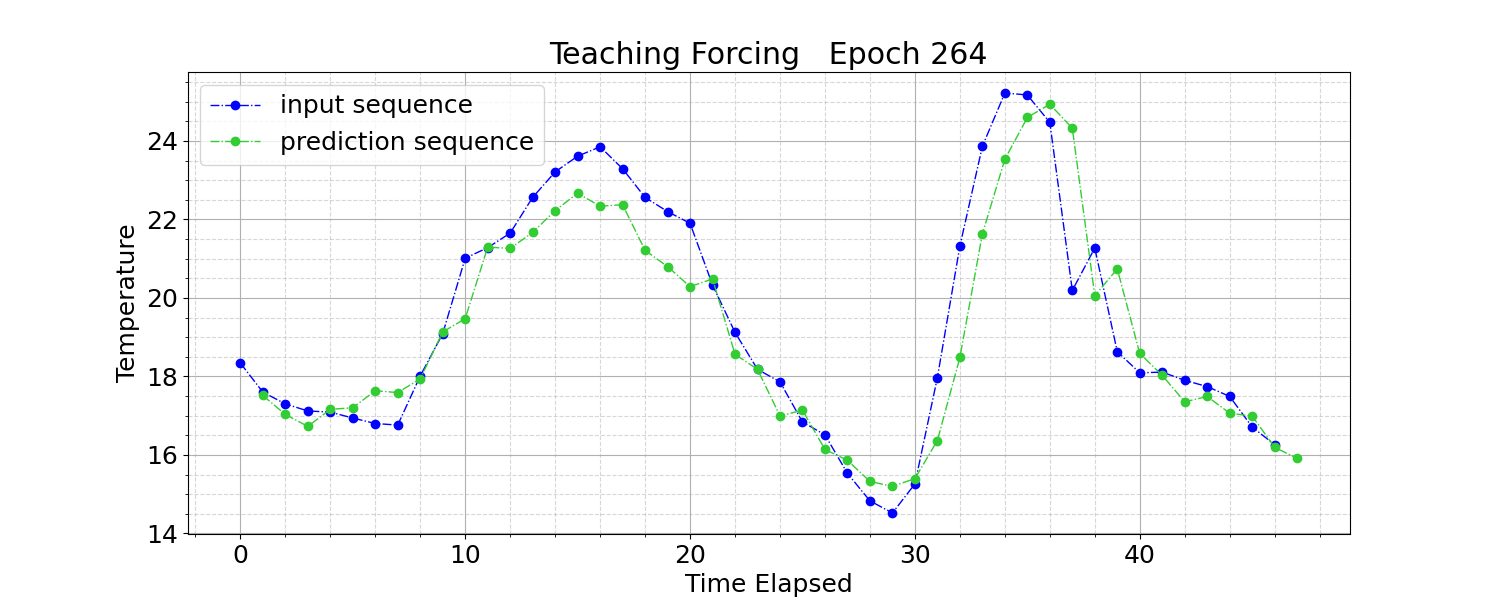 Teaching Forcing   Epoch 264
input sequence
prediction sequence
24
22
20
18
16
14
Temperature
0 10 20 30 40
Time Elapsed